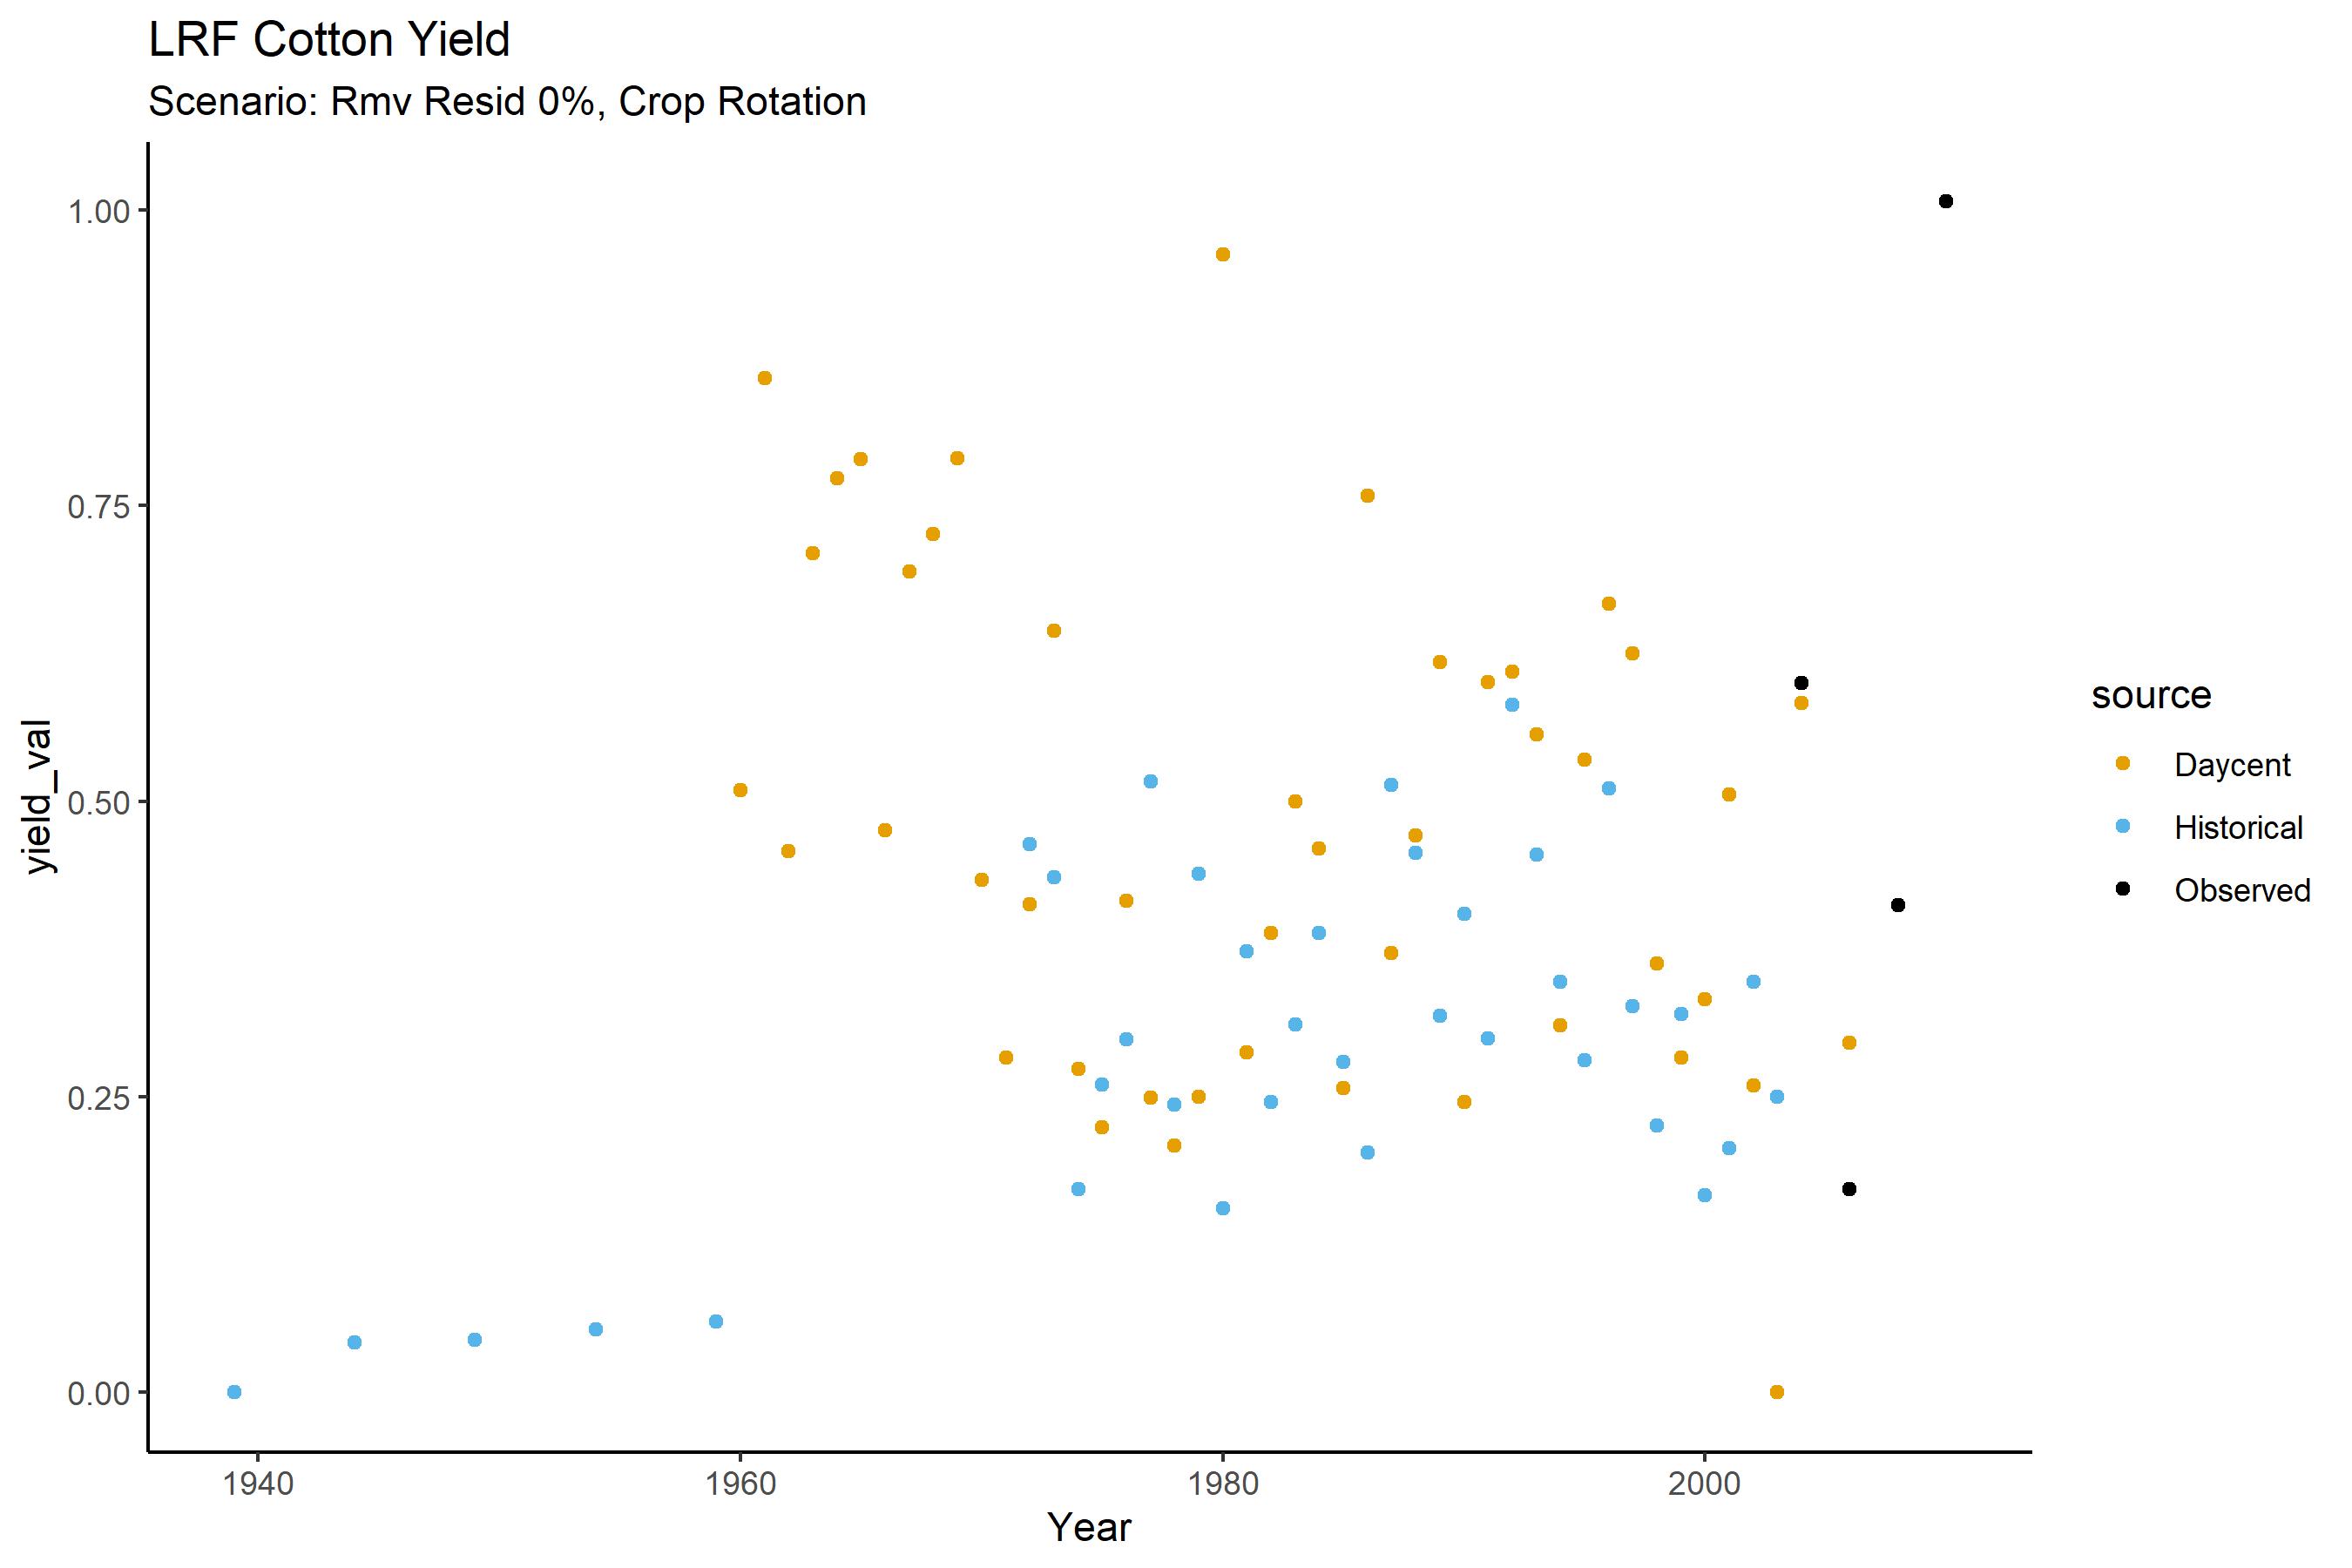 LRF Cotton Yield
Scenario: Rmv Resid 0%, Crop Rotation
yield_val
1.00
0.75
0.50
0.25
0.00
1940
1960
1980
2000
Year
source
Daycent
Historical
Observed